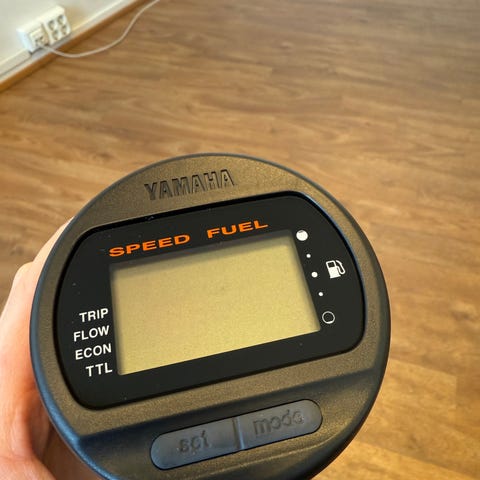 YAMAHA
SPEED FUEL
TRIP
FLOW
ECON
TTL
set mode